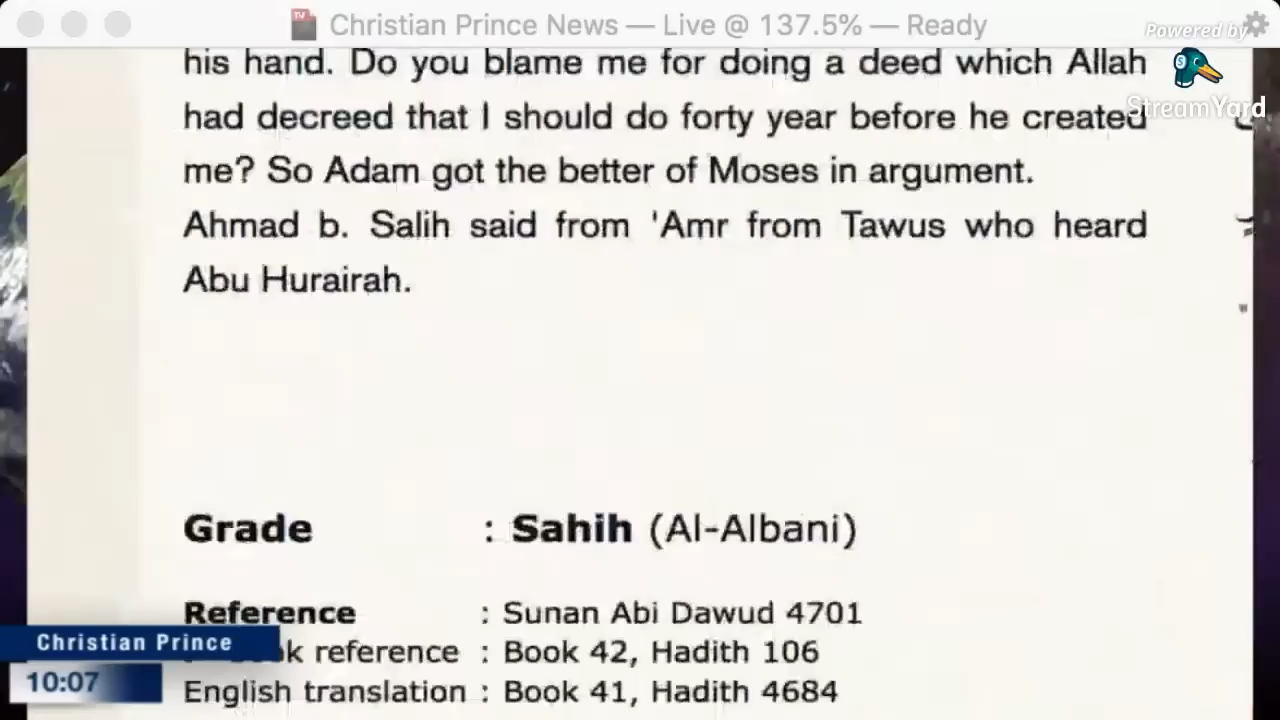 Christian Prince News — Live @ 137.5% — Ready
Powered by
StreamYard
his hand. Do you blame me for doing a deed which Allah
had decreed that I should do forty year before he created
me? So Adam got the better of Moses in argument.
Ahmad b. Salih said from 'Amr from Tawus who heard
Abu Hurairah.
Grade : Sahih (Al-Albani)
Reference : Sunan Abi Dawud 4701
reference : Book 42, Hadith 106
English translation : Book 41, Hadith 4684
Christian Prince
10:07